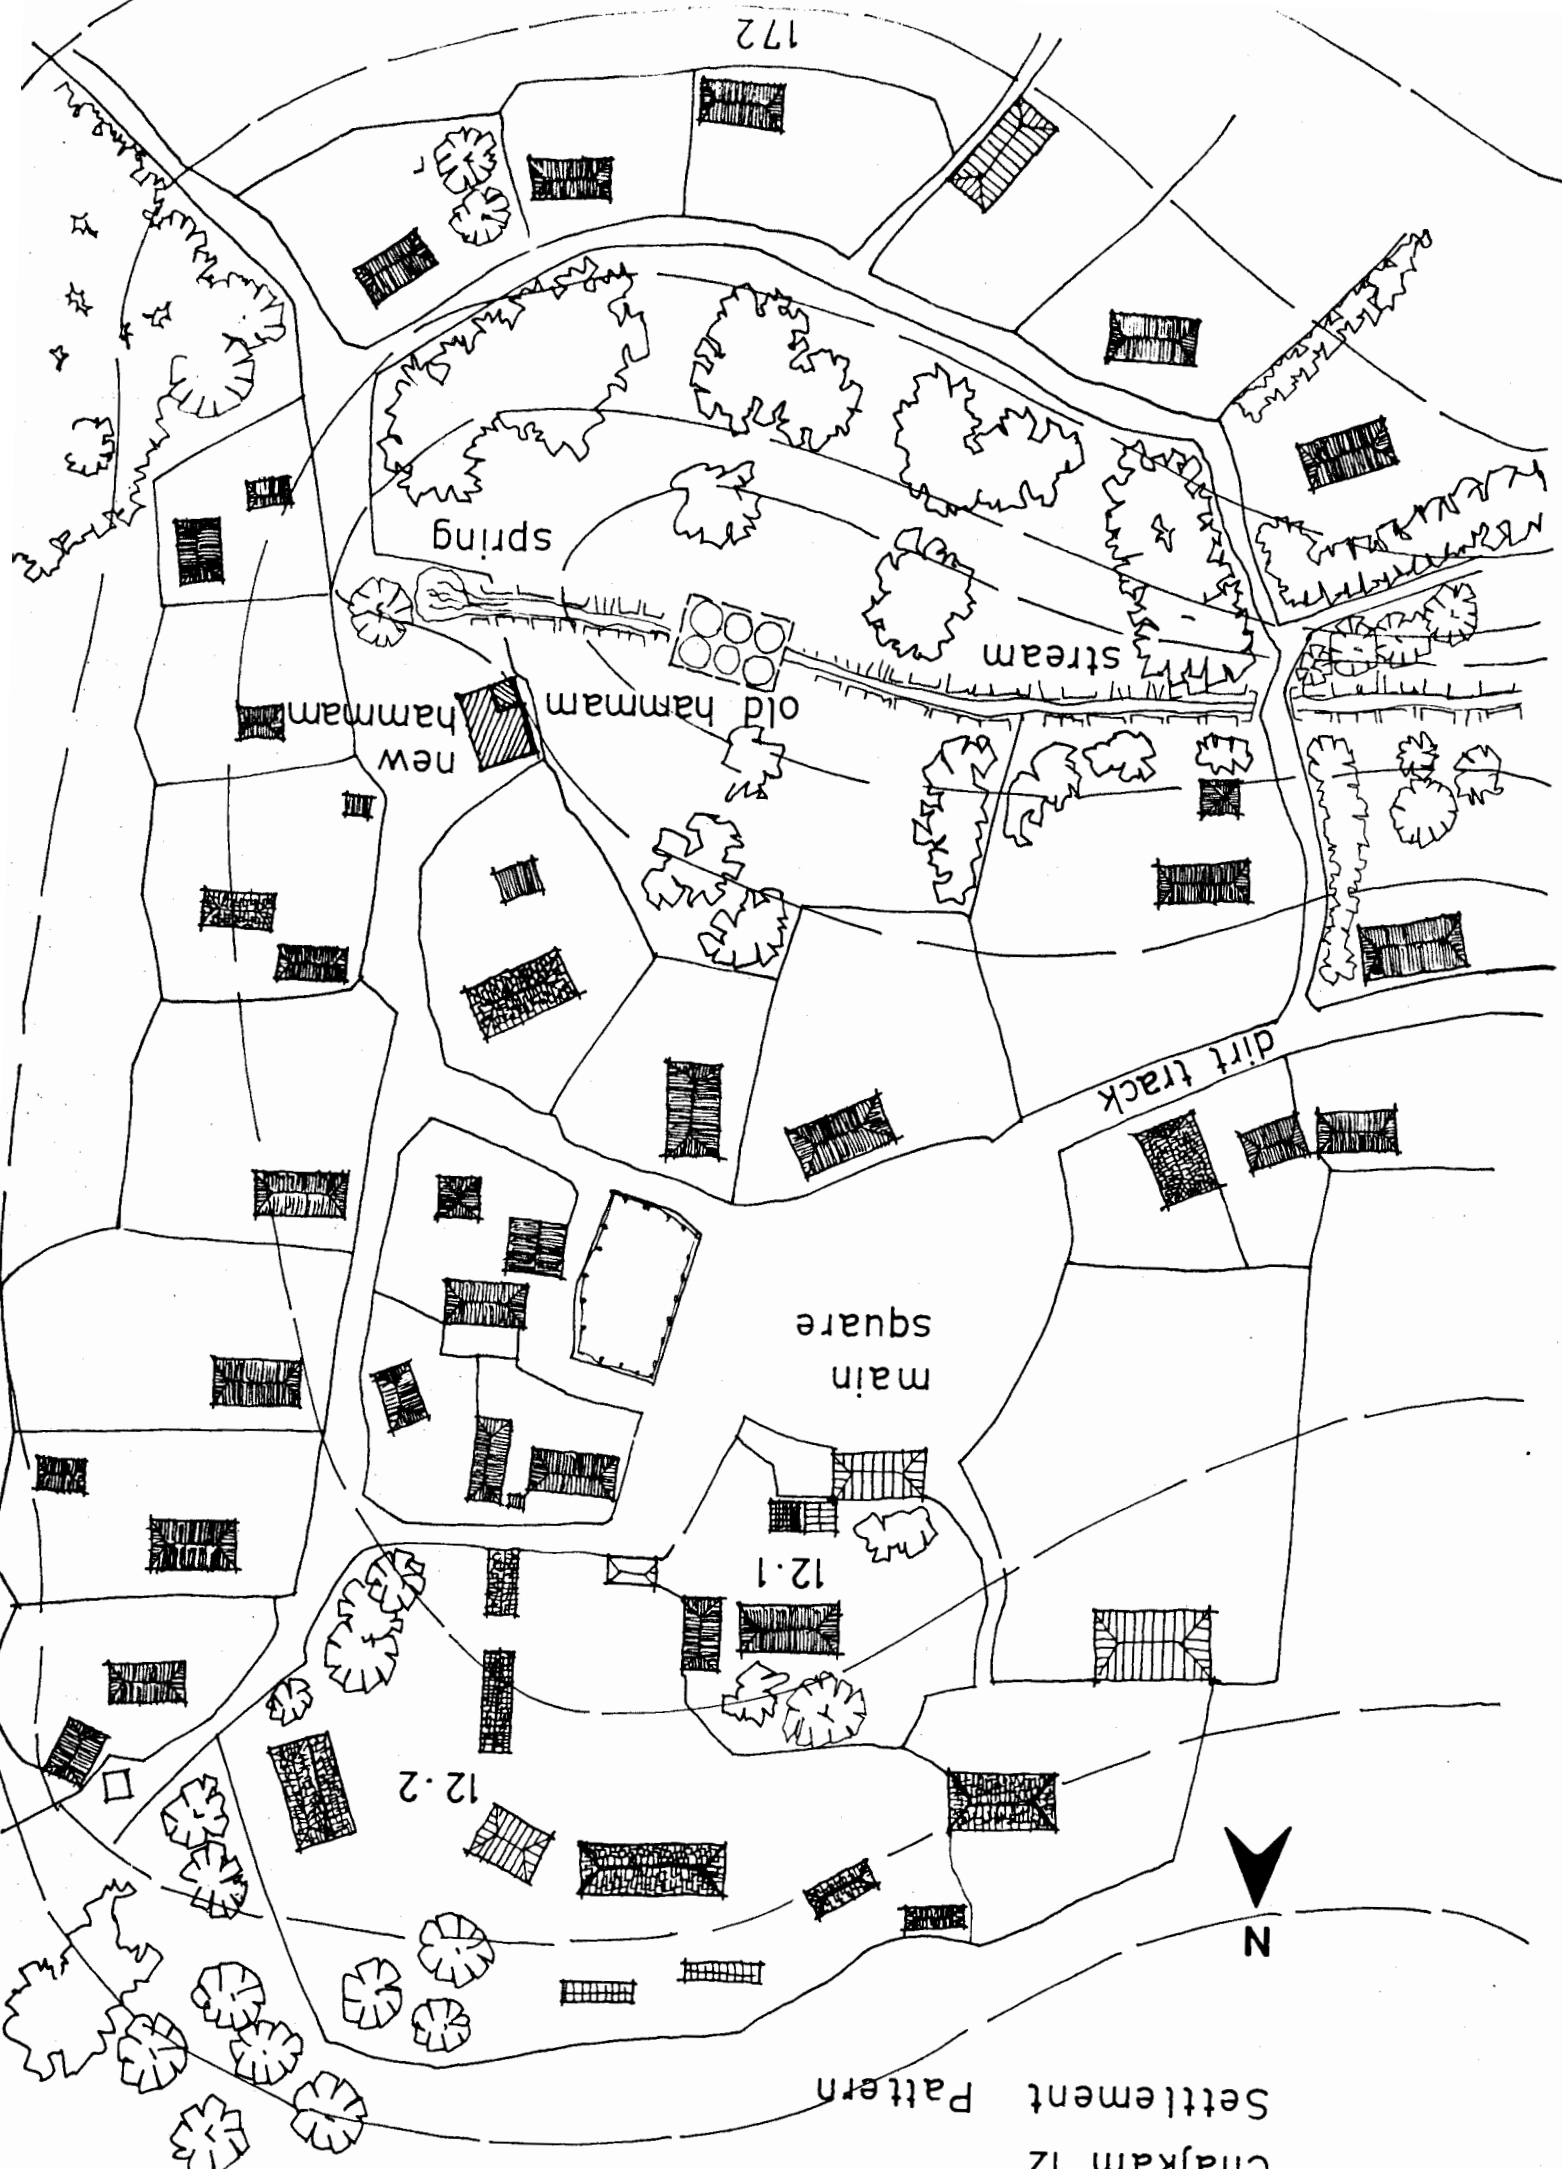 Chajkam 12
Settlement Pattern
N
12.2
12.1
main
square
dirt track
new
hammam
old hammam
stream
spring
172